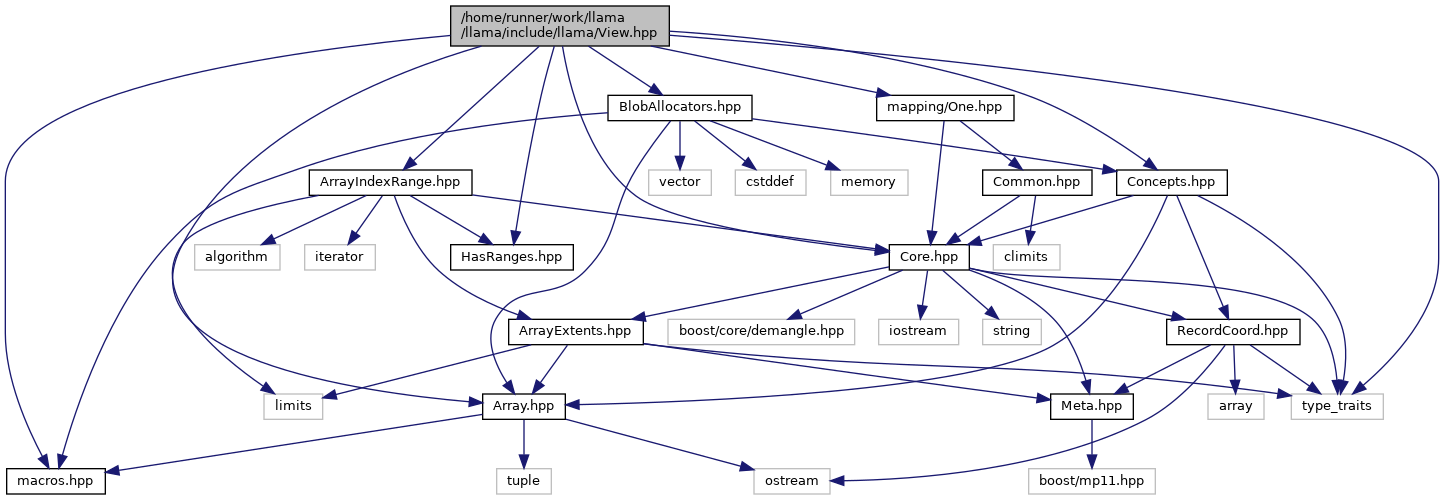 /home/runner/work/llama
/llama/include/llama/View.hpp
BlobAllocators.hpp
mapping/One.hpp
ArrayIndexRange.hpp
vector
cstddef
memory
Common.hpp
Concepts.hpp
algorithm
iterator
HasRanges.hpp
Core.hpp
climits
ArrayExtents.hpp
boost/core/demangle.hpp
iostream
string
RecordCoord.hpp
limits
Array.hpp
Meta.hpp
array
type_traits
macros.hpp
tuple
ostream
boost/mp11.hpp